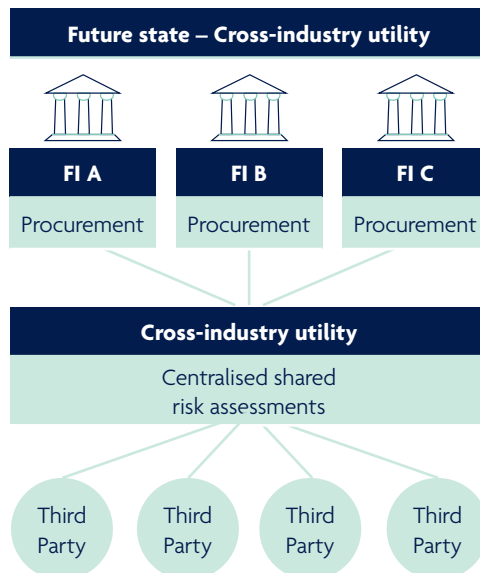 Future state – Cross-industry utility
FI A
FI B
FI C
Procurement
Procurement
Procurement
Cross-industry utility
Centralised shared
risk assessments
Third
Party
Third
Party
Third
Party
Third
Party